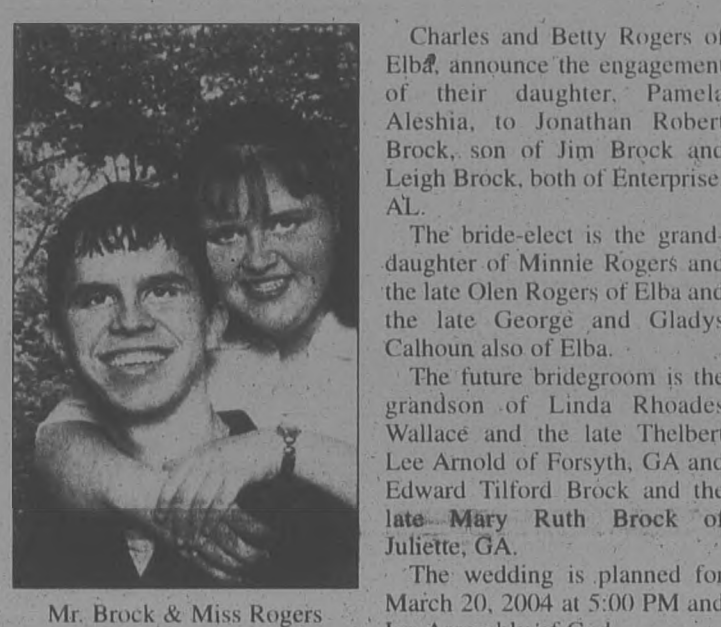 Charles and Betty Rogers of
Elba, announce the engagement
of their daughter, Pamela
Aleshia, to Jonathan Robert
Brock, son of Jim Brock and
Leigh Brock, both of Enterprise
AL.
The bride-elect is the grand-
daughter of Minnie Rogers and
the late Olen Rogers of Elba and
the late George and Gladys
Calhoun also of Elba.
The future bridegroom is the
grandson of Linda Rhoades
Wallace and the late Thelbert
Lee Arnold of Forsyth, GA and
Edward Tilford Brock and the
late Mary Ruth Brock of
Juliette, GA.
The wedding is planned for
March 20, 2004 at 5:00 PM and
Mr. Brock & Miss Rogers